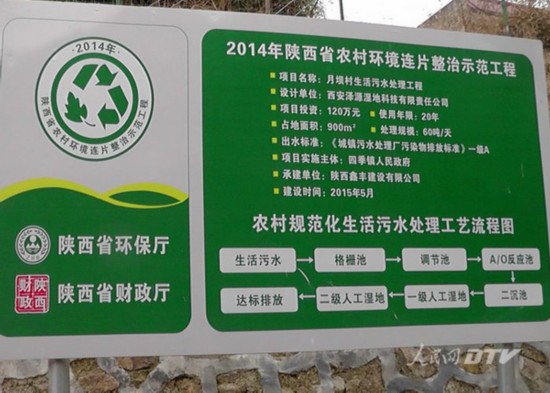 2014年
陕西省农村环境连片整治示范工程
陕西省环保厅
财政
陕西
陕西省财政厅
2014年陕西省农村环境连片整治示范工程
项目名称：月坝村生活污水处理工程
设计单位：西安泽源湿地科技有限责任公司
项目投资：120万元 使用年限：20年
占地面积：900m² 处理规模：60吨/天
出水标准：《城镇污水处理厂污染物排放标准》一级A
项目实施主体：四季镇人民政府
承建单位：陕西鑫丰建设有限公司
建设时间：2015年5月
农村规范化生活污水处理工艺流程图
生活污水 格栅池 调节池 A/O反应池
达标排放 二级人工湿地 一级人工湿地 二沉池
人民网DTV